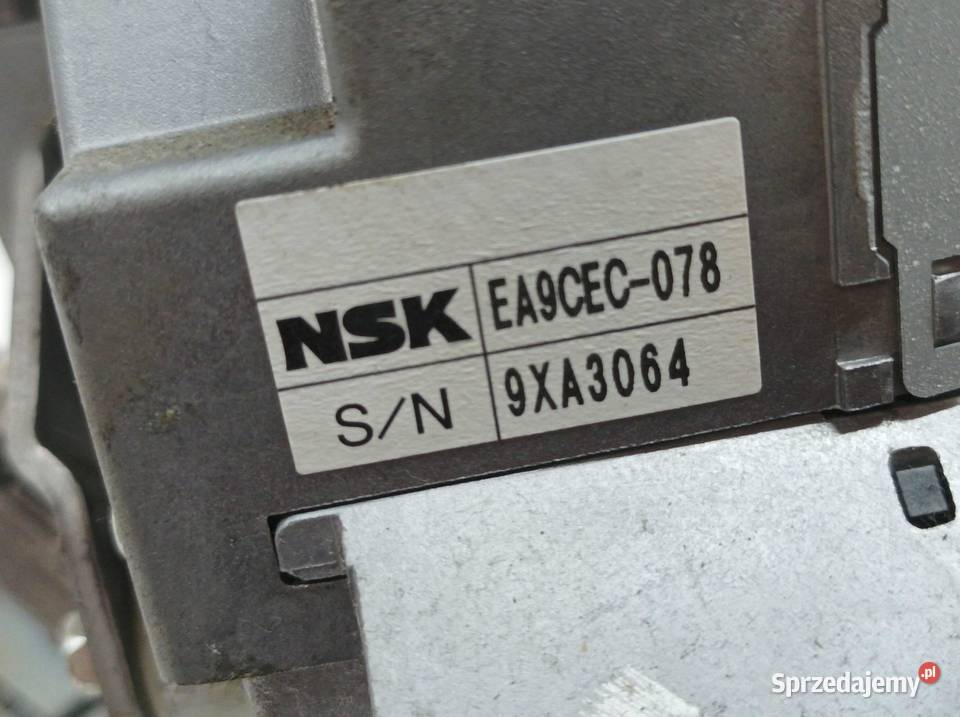 NSK EA9CEC-078
S/N 9XA3064
Sprzedajemy.pl